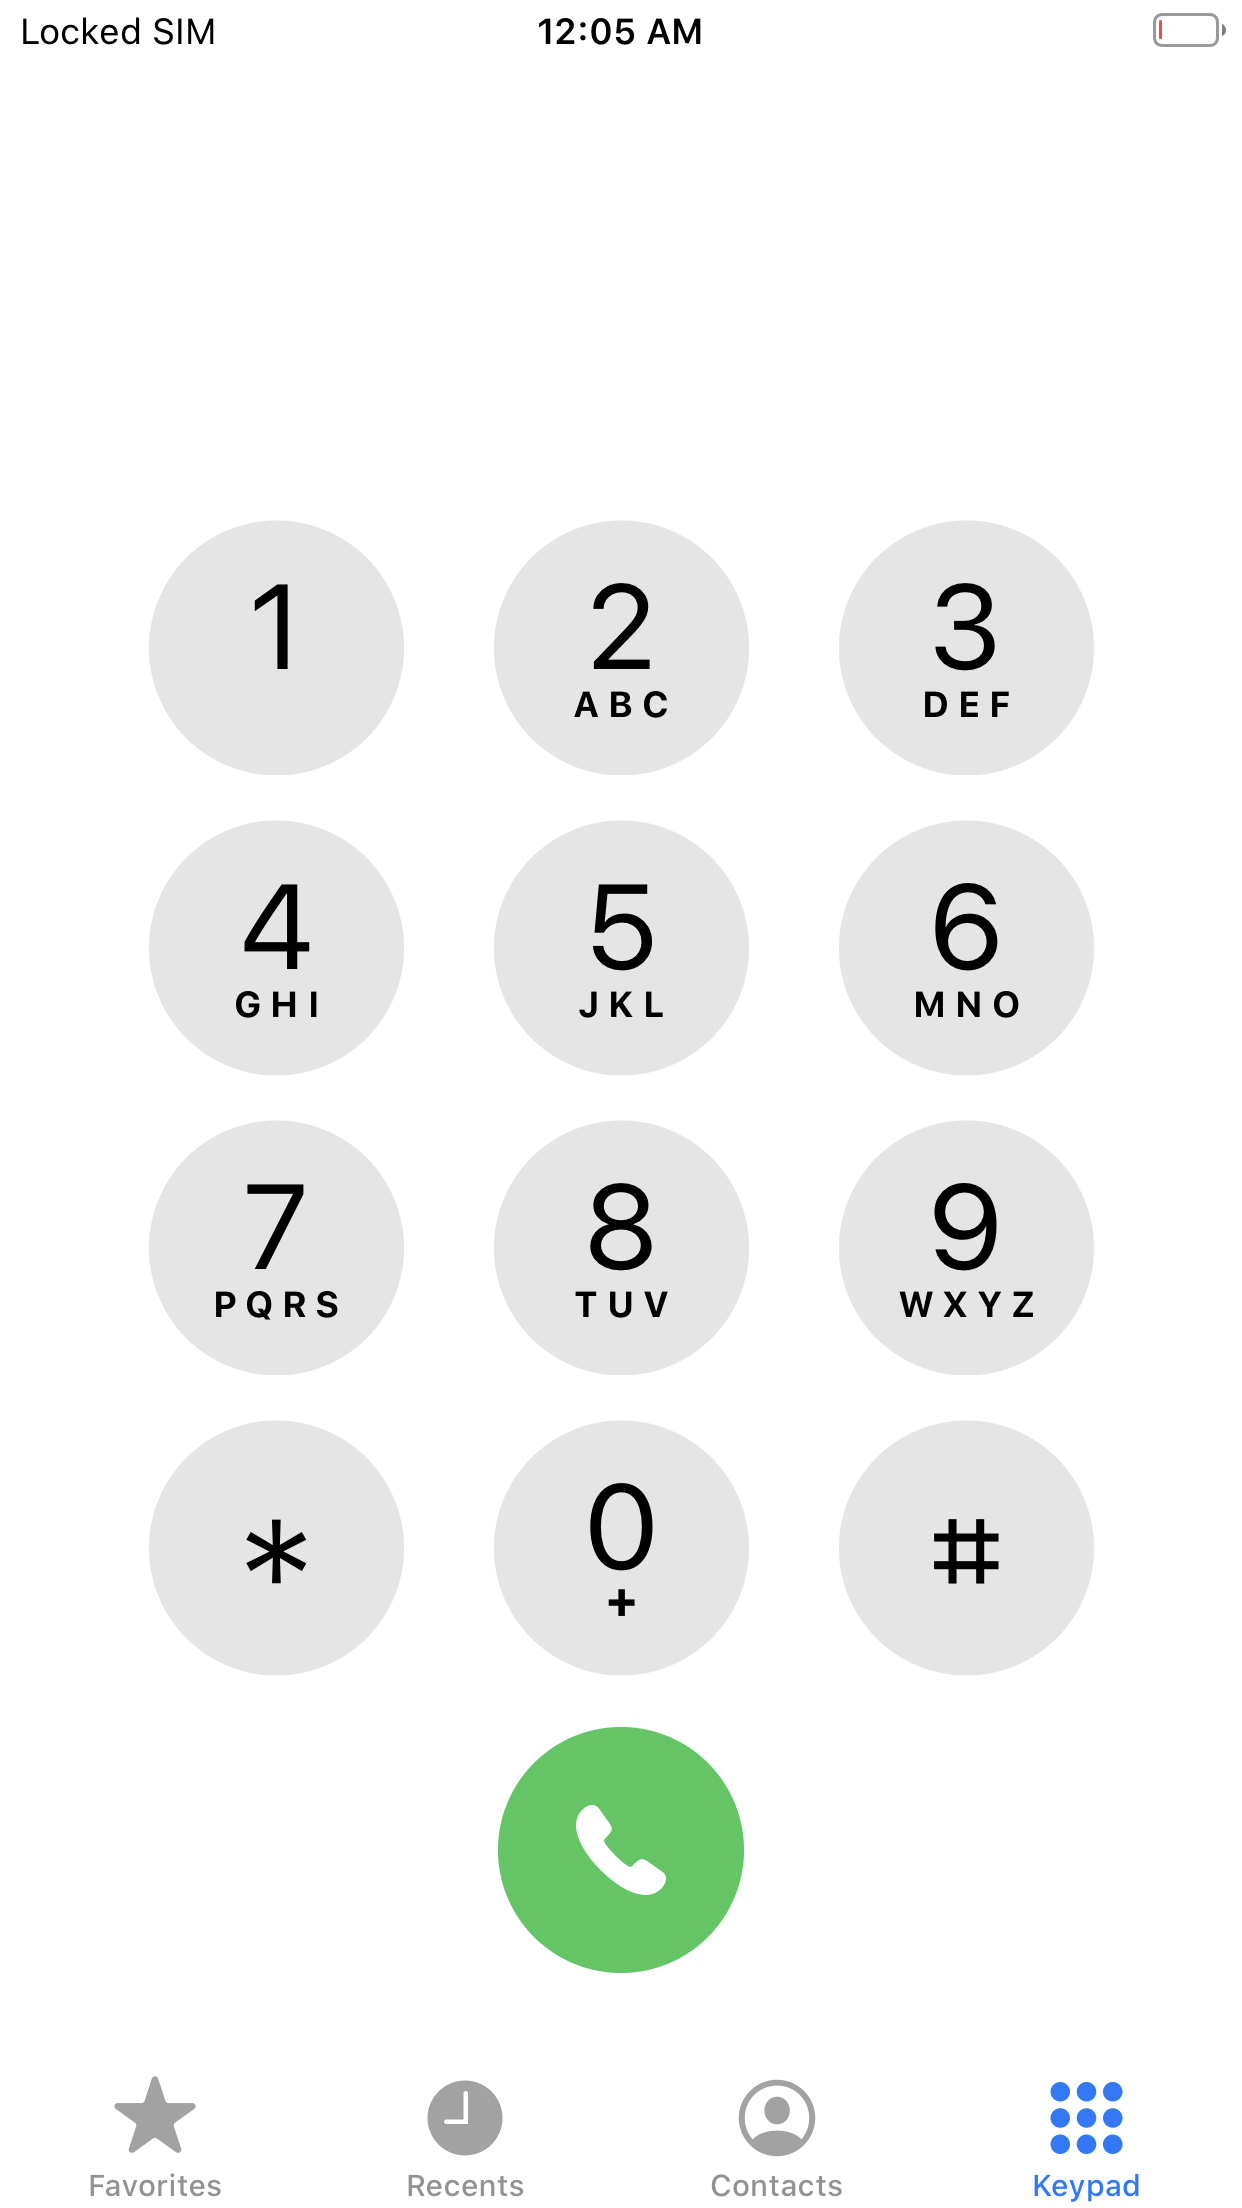 Locked SIM 12:05 AM
1 2 3
ABC DEF
4 5 6
GHI JKL MNO
7 8 9
PQRS TUV WXYZ
* 0 #
+
Favorites Recents Contacts Keypad